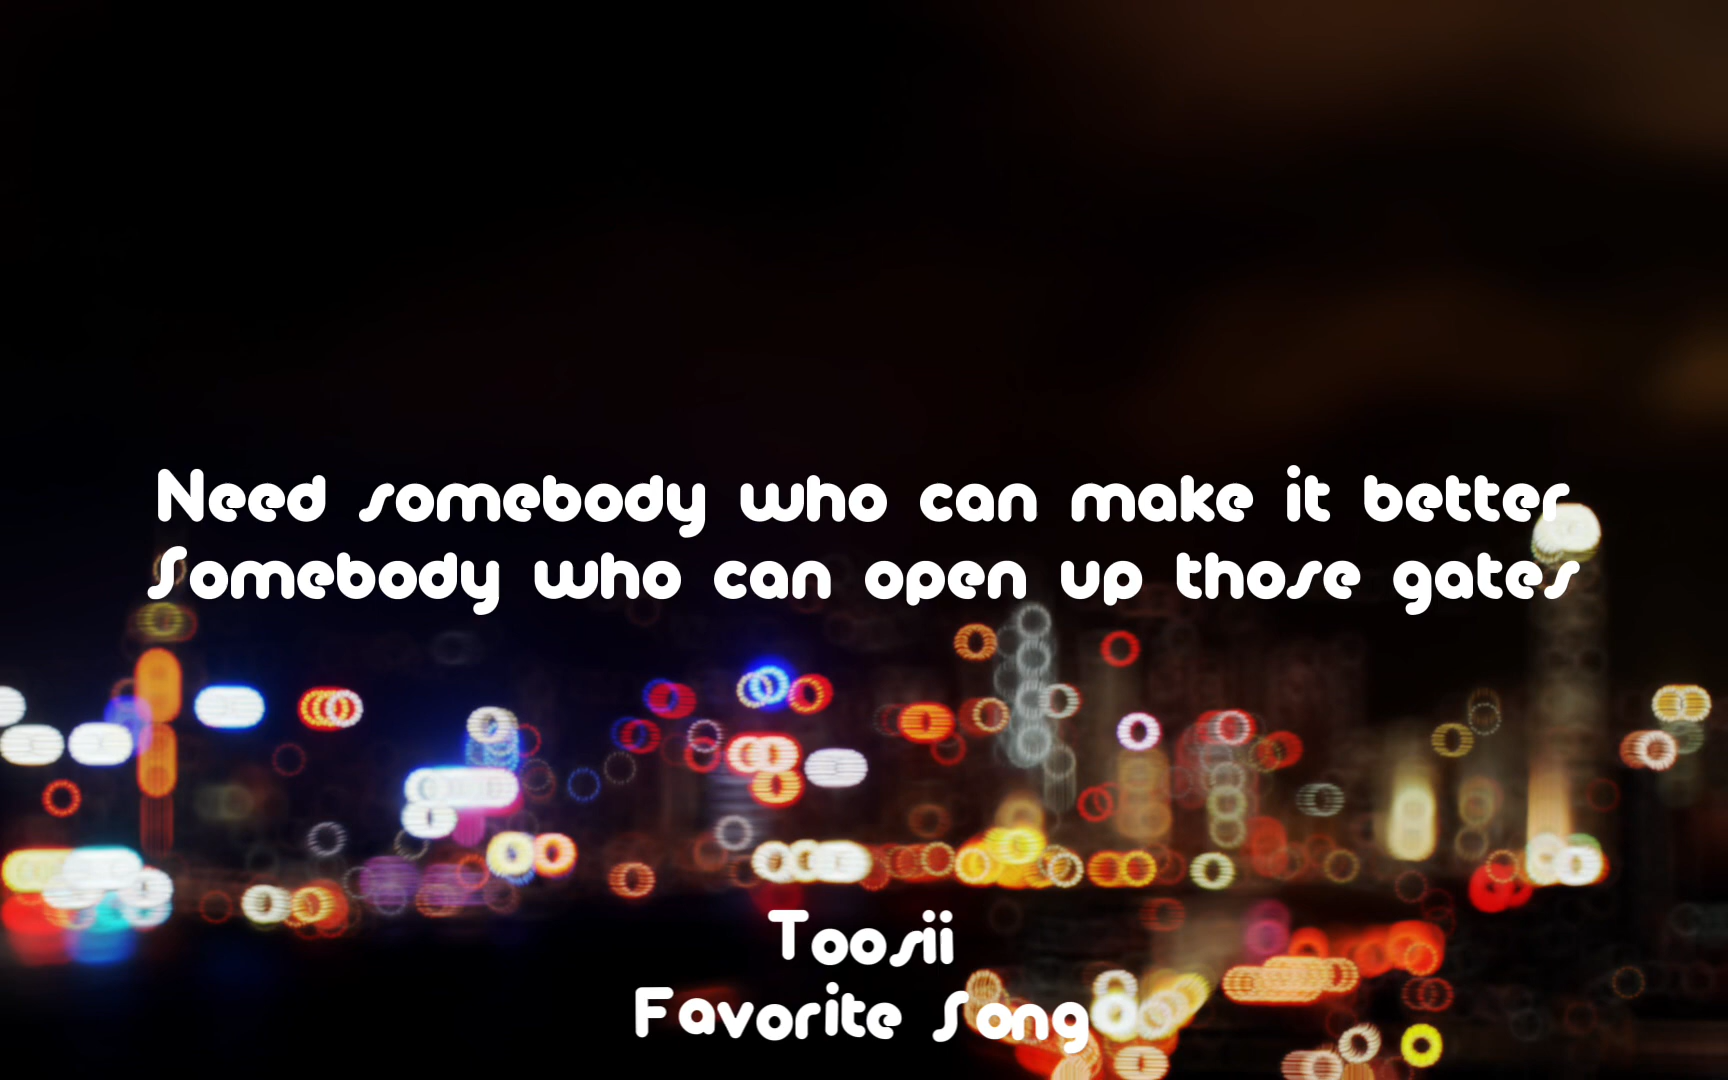 Need somebody who can make it better
Somebody who can open up those gates
Toosii
Favorite Song